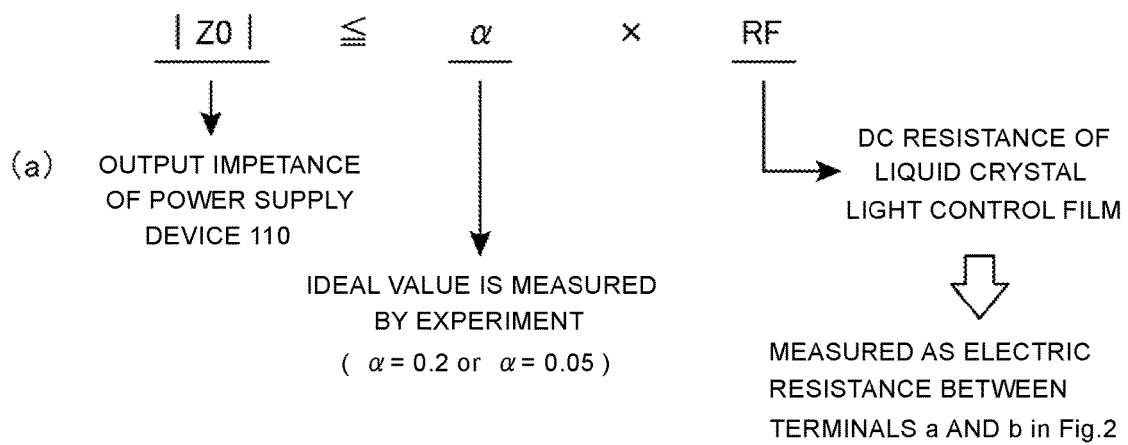 | Z0 | ≦ α × RF
(a)
OUTPUT IMPETANCE
OF POWER SUPPLY
DEVICE 110
IDEAL VALUE IS MEASURED
BY EXPERIMENT
( α = 0.2 or α = 0.05 )
DC RESISTANCE OF
LIQUID CRYSTAL
LIGHT CONTROL FILM
MEASURED AS ELECTRIC
RESISTANCE BETWEEN
TERMINALS a AND b in Fig.2